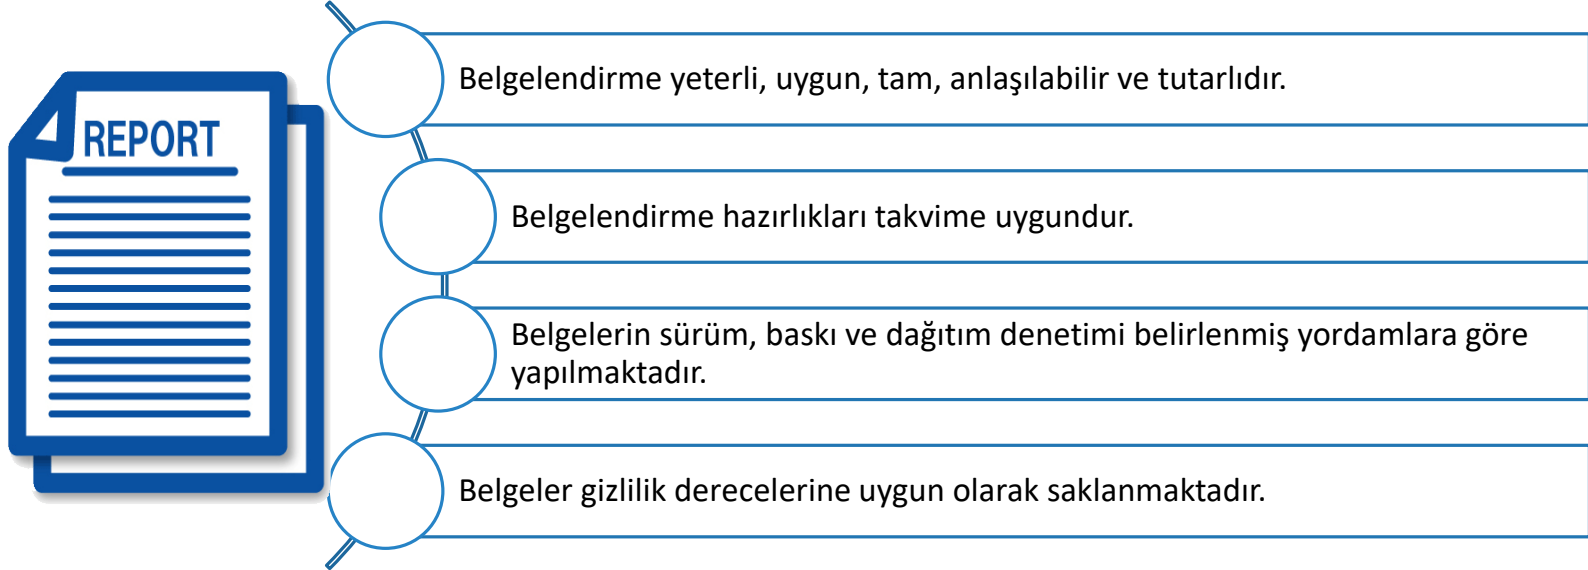 REPORT
Belgelendirme yeterli, uygun, tam, anlaşılabilir ve tutarlıdır.
Belgelendirme hazırlıkları takvime uygundur.
Belgelerin sürüm, baskı ve dağıtım denetimi belirlenmiş yordamlara göre
yapılmaktadır.
Belgeler gizlilik derecelerine uygun olarak saklanmaktadır.